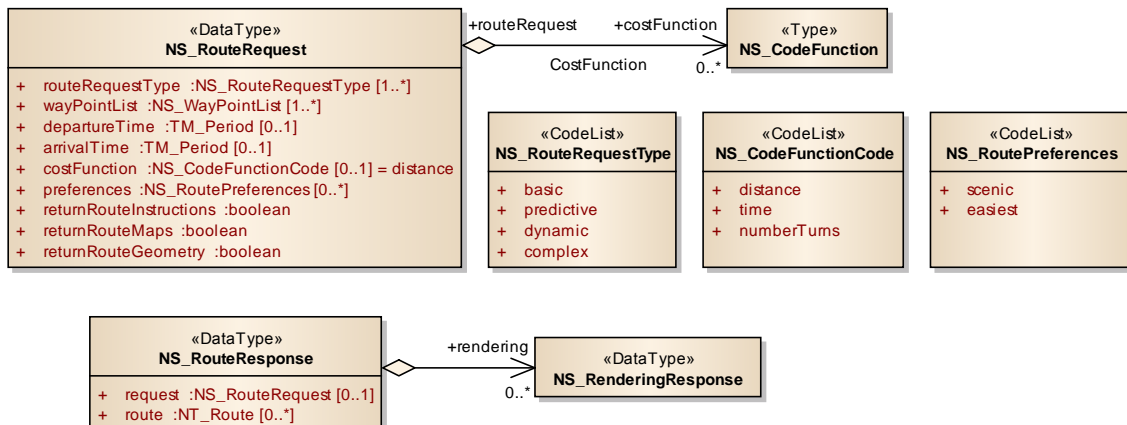 «DataType»
NS_RouteRequest
+ routeRequestType :NS_RouteRequestType [1..*]
+ wayPointList :NS_WayPointList [1..*]
+ departureTime :TM_Period [0..1]
+ arrivalTime :TM_Period [0..1]
+ costFunction :NS_CodeFunctionCode [0..1] = distance
+ preferences :NS_RoutePreferences [0..*]
+ returnRouteInstructions :boolean
+ returnRouteMaps :boolean
+ returnRouteGeometry :boolean
+routeRequest
+costFunction
CostFunction
0..*
«Type»
NS_CodeFunction
«CodeList»
NS_RouteRequestType
+ basic
+ predictive
+ dynamic
+ complex
«CodeList»
NS_CodeFunctionCode
+ distance
+ time
+ numberTurns
«CodeList»
NS_RoutePreferences
+ scenic
+ easiest
«DataType»
NS_RouteResponse
+ request :NS_RouteRequest [0..1]
+ route :NT_Route [0..*]
+rendering
0..*
«DataType»
NS_RenderingResponse